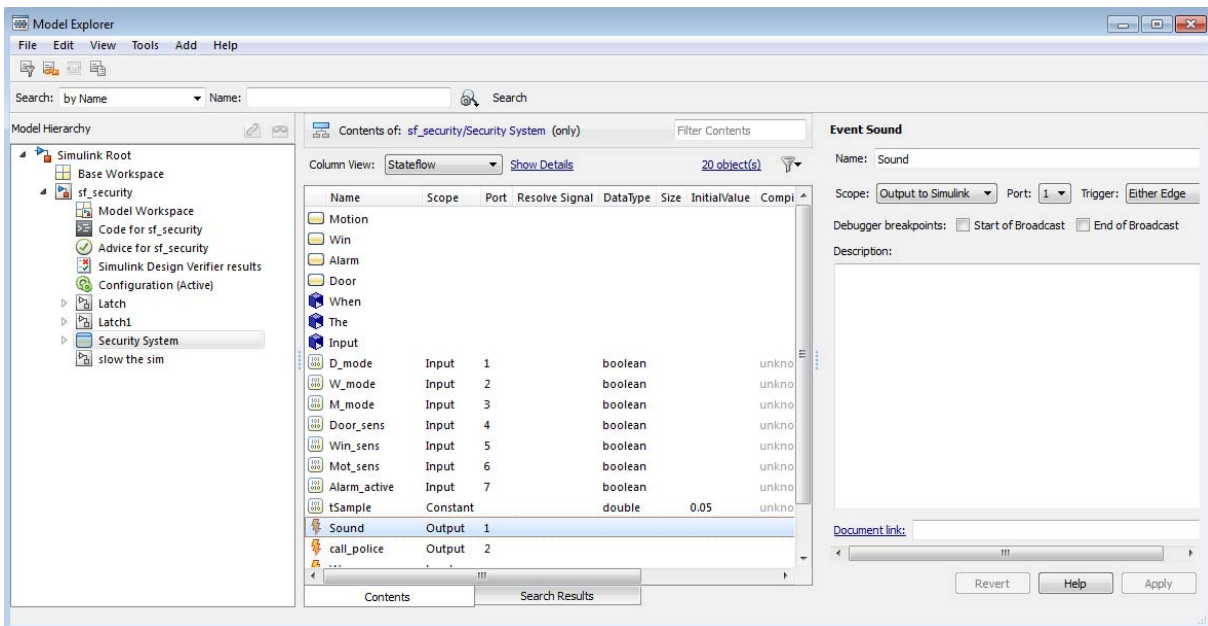 Model Explorer
File Edit View Tools Add Help
Search: by Name Name: Search
Model Hierarchy
Simulink Root
Base Workspace
sf_security
Model Workspace
Code for sf_security
Advice for sf_security
Simulink Design Verifier results
Configuration (Active)
Latch
Latch1
Security System
slow the sim
Contents of: sf_security/Security System (only) Filter Contents
Column View: Stateflow Show Details 20 object(s)
Name Scope Port Resolve Signal DataType Size InitialValue Compi
Motion
Win
Alarm
Door
When
The
Input
D_mode Input 1 boolean unkno
W_mode Input 2 boolean unkno
M_mode Input 3 boolean unkno
Door_sens Input 4 boolean unkno
Win_sens Input 5 boolean unkno
Mot_sens Input 6 boolean unkno
Alarm_active Input 7 boolean unkno
tSample Constant double 0.05 unkno
Sound Output 1
call_police Output 2
Contents Search Results
Event Sound
Name: Sound
Scope: Output to Simulink Port: 1 Trigger: Either Edge
Debugger breakpoints: Start of Broadcast End of Broadcast
Description:
Document link:
Revert Help Apply